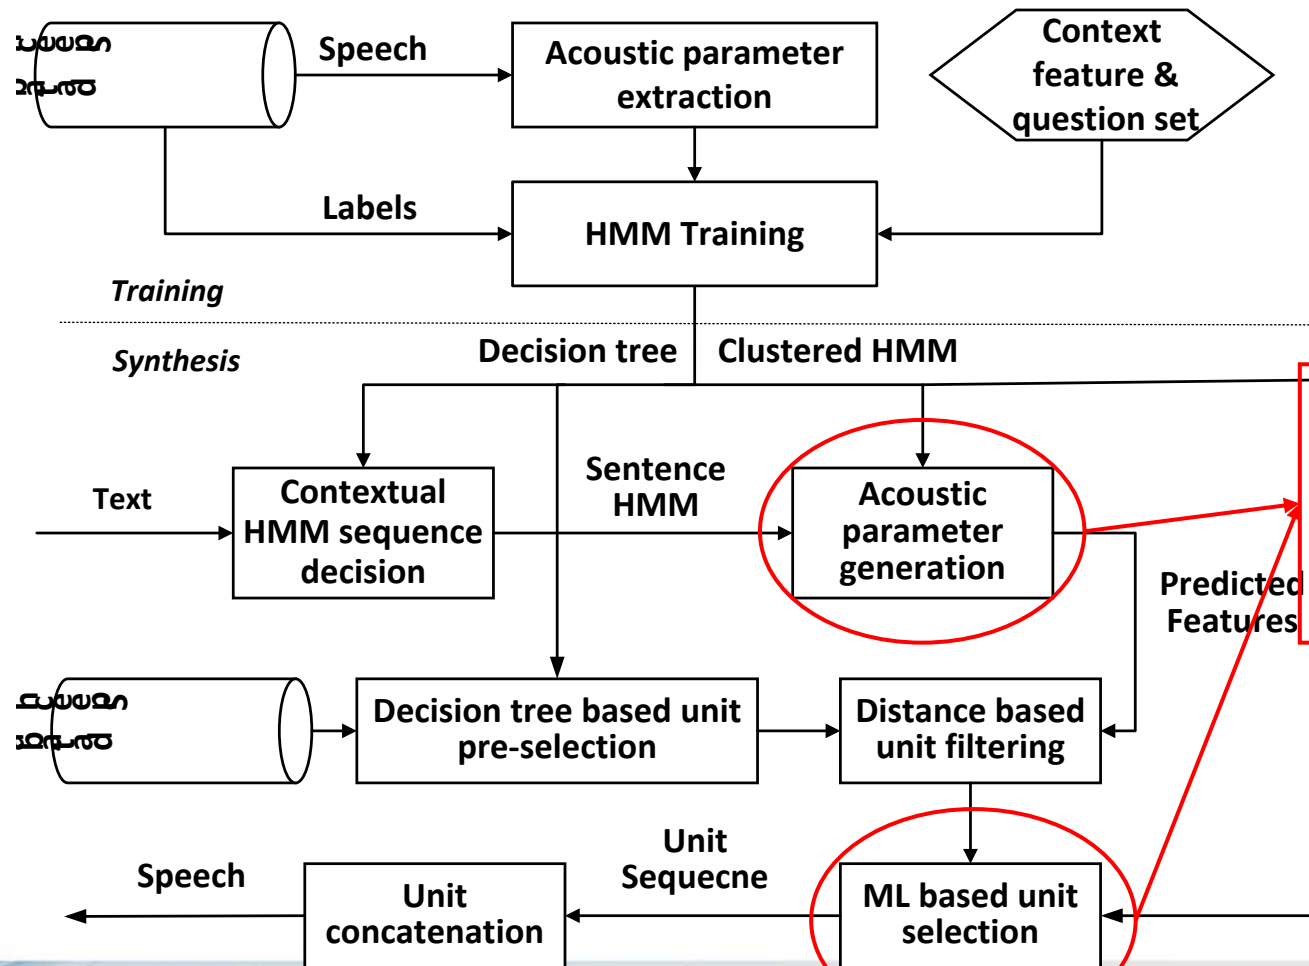 Speech
Acoustic parameter
extraction
Context
feature &
question set
Labels
HMM Training
Training
Synthesis
Decision tree
Clustered HMM
Text
Contextual
HMM sequence
decision
Sentence
HMM
Acoustic
parameter
generation
Predicted
Features
Decision tree based unit
pre-selection
Distance based
unit filtering
Speech
Unit
concatenation
Unit
Sequecne
ML based unit
selection